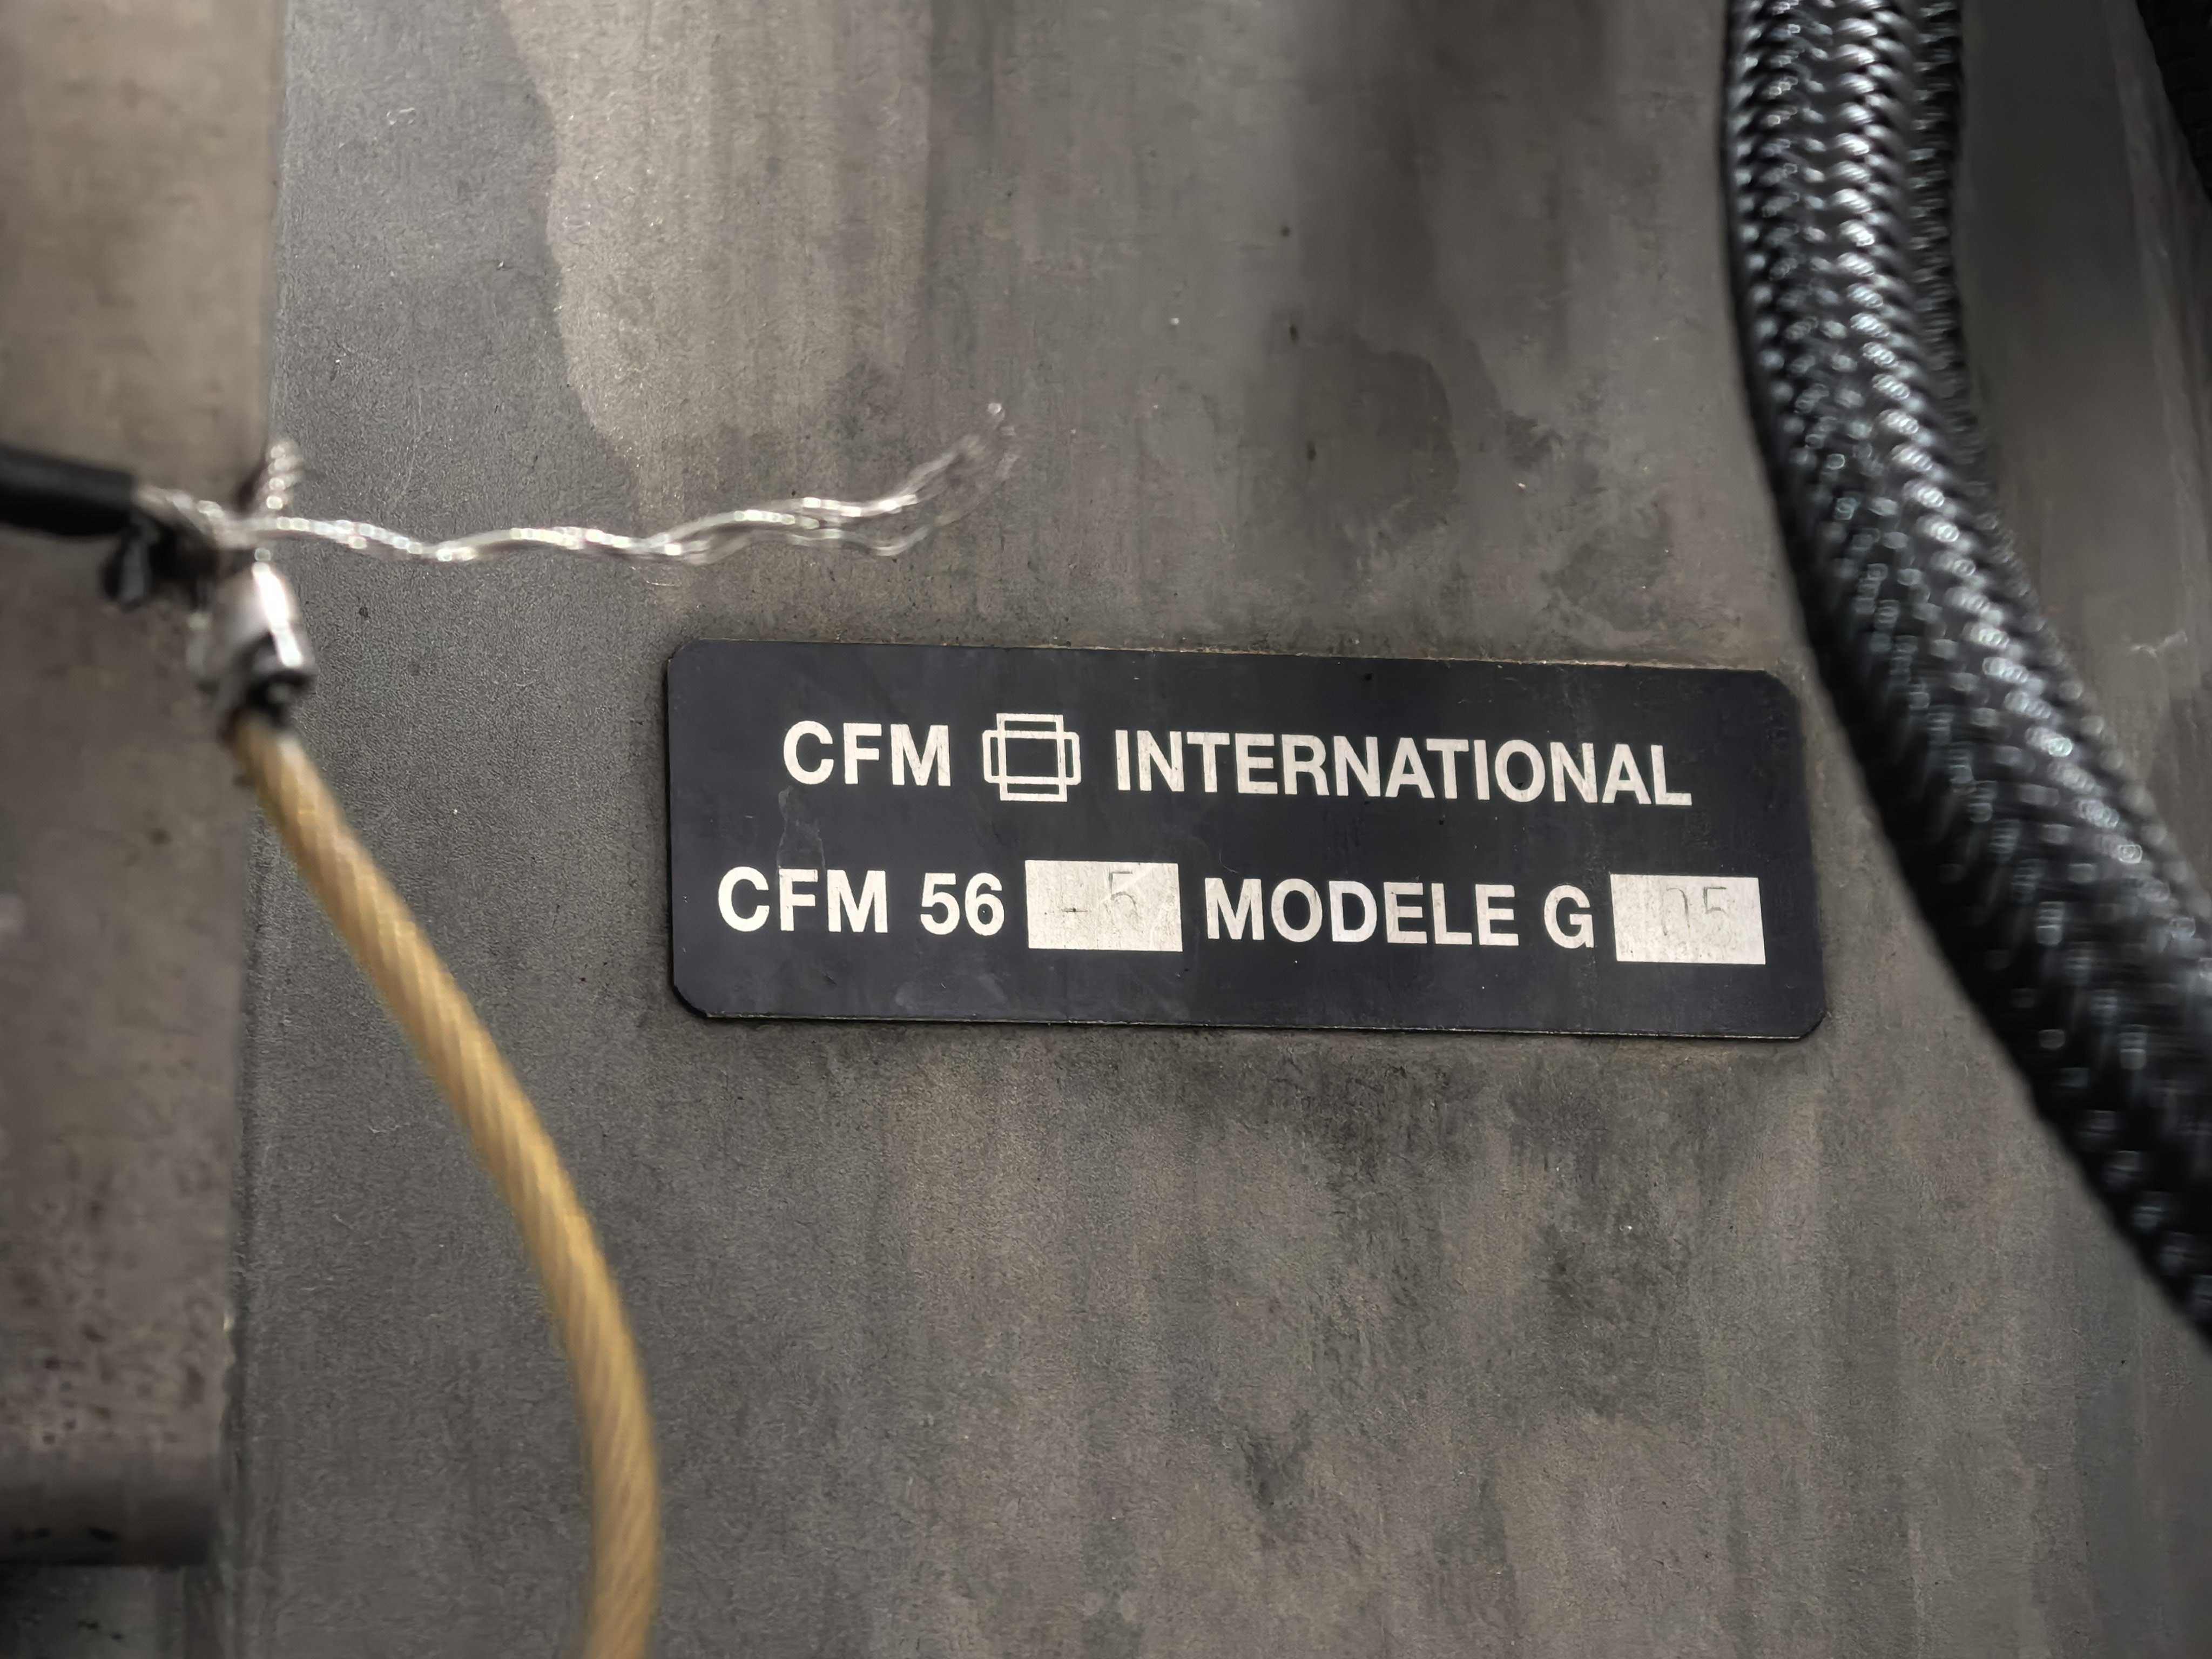 CFM INTERNATIONAL
CFM 56 -5 MODELE G 05